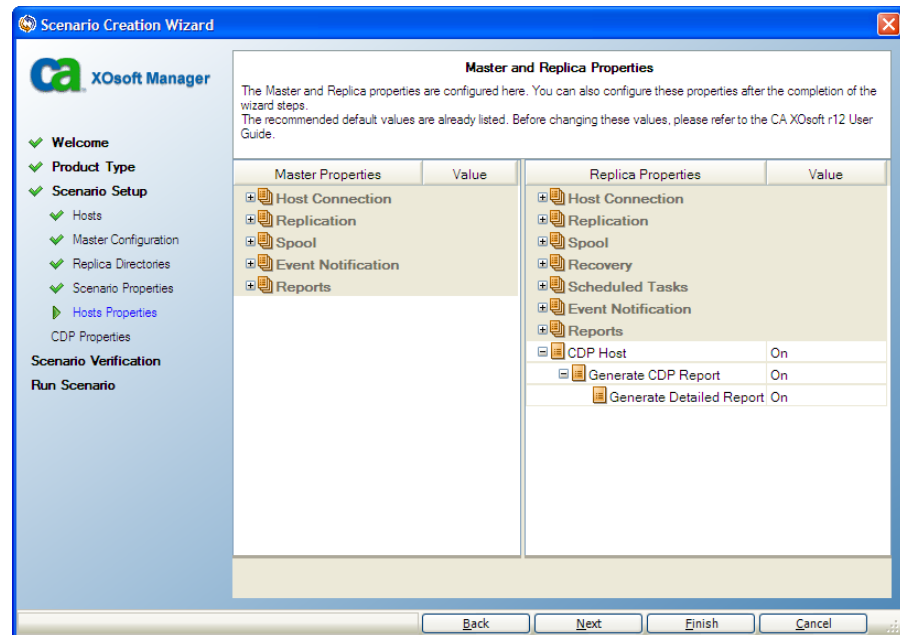 Scenario Creation Wizard
ca XOsoft Manager
Welcome
Product Type
Scenario Setup
Hosts
Master Configuration
Replica Directories
Scenario Properties
Hosts Properties
CDP Properties
Scenario Verification
Run Scenario
Master and Replica Properties
The Master and Replica properties are configured here. You can also configure these properties after the completion of the
wizard steps.
The recommended default values are already listed. Before changing these values, please refer to the CA XOsoft r12 User
Guide.
Master Properties Value
Host Connection
Replication
Spool
Event Notification
Reports
Replica Properties Value
Host Connection
Replication
Spool
Recovery
Scheduled Tasks
Event Notification
Reports
CDP Host On
Generate CDP Report On
Generate Detailed Report On
Back Next Finish Cancel